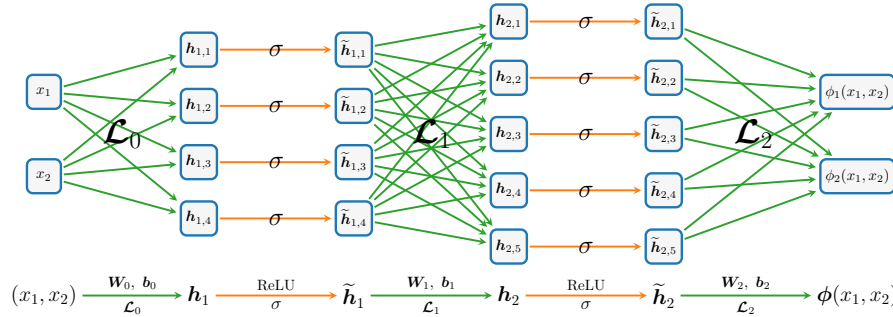 h₂,₁ σ h̃₂,₁
h₁,₁ σ h̃₁,₁
x₁ h₂,₂ σ h̃₂,₂ ϕ₁(x₁, x₂)
h₁,₂ σ h̃₁,₂
𝓛₀ 𝓛₁ h₂,₃ σ h̃₂,₃ 𝓛₂
h₁,₃ σ h̃₁,₃
x₂ h₂,₄ σ h̃₂,₄ ϕ₂(x₁, x₂)
h₁,₄ σ h̃₁,₄
h₂,₅ σ h̃₂,₅
W₀, b₀ ReLU W₁, b₁ ReLU W₂, b₂
(x₁, x₂) h₁ h̃₁ h₂ h̃₂ ϕ(x₁, x₂)
𝓛₀ σ 𝓛₁ σ 𝓛₂